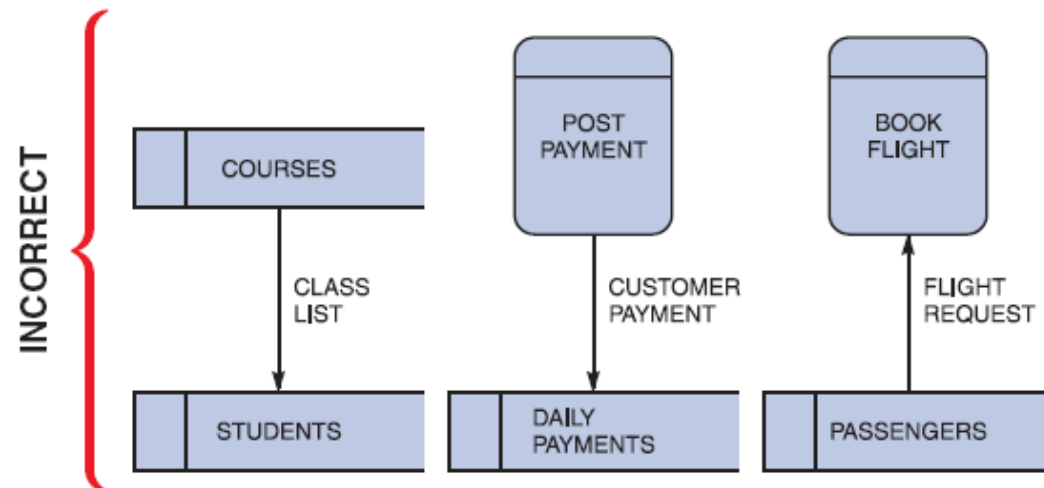 INCORRECT
COURSES
CLASS
LIST
STUDENTS
POST
PAYMENT
CUSTOMER
PAYMENT
DAILY
PAYMENTS
BOOK
FLIGHT
FLIGHT
REQUEST
PASSENGERS